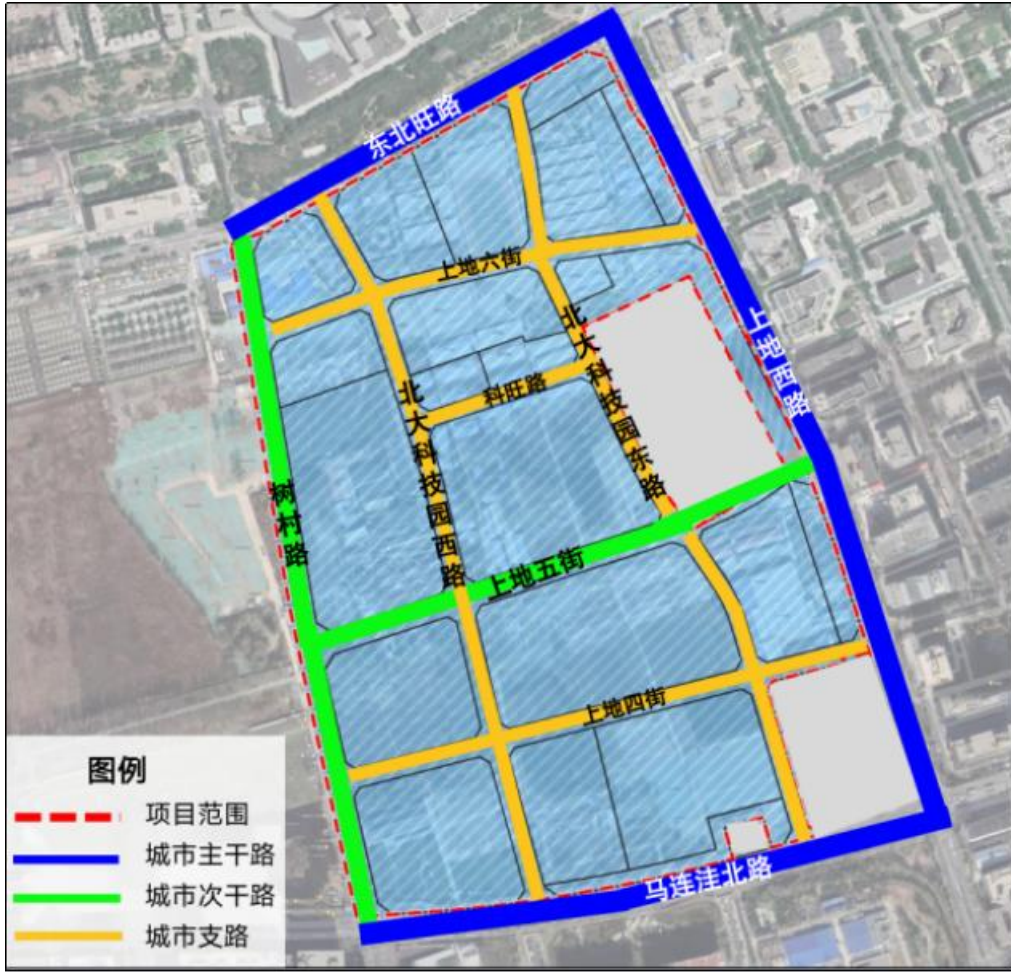 东北旺路
上地六街
北大科技园东路
上地西路
科旺路
北大科技园西路
树村路
上地五街
上地四街
马连洼北路
图例
项目范围
城市主干路
城市次干路
城市支路